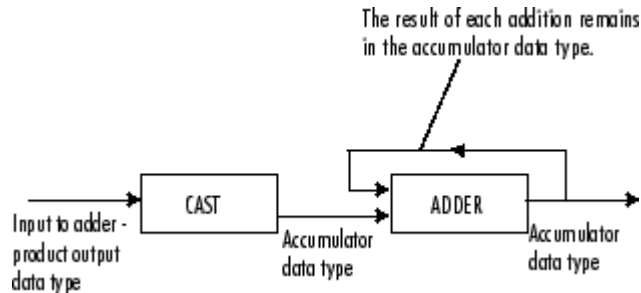 The result of each addition remains
in the accumulator data type.
CAST
ADDER
Input to adder -
product output
data type
Accumulator
data type
Accumulator
data type